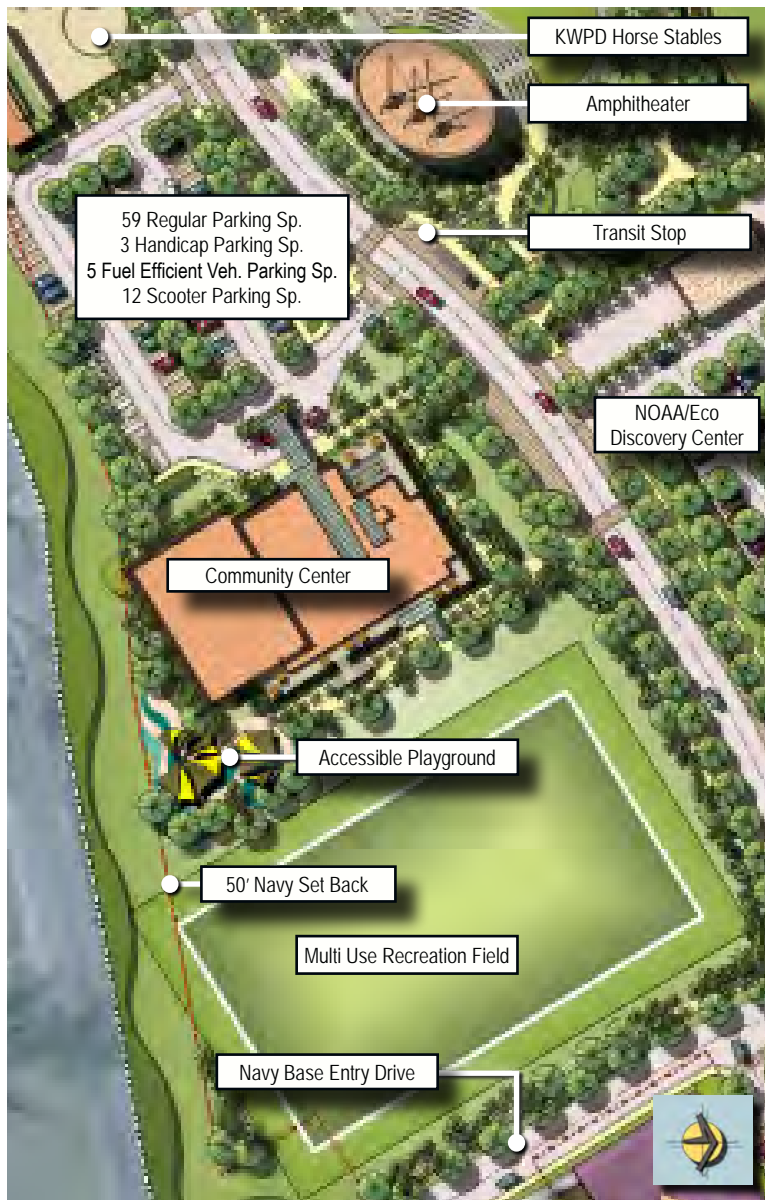 KWPD Horse Stables
Amphitheater
59 Regular Parking Sp.
3 Handicap Parking Sp.
5 Fuel Efficient Veh. Parking Sp.
12 Scooter Parking Sp.
Transit Stop
NOAA/Eco
Discovery Center
Community Center
Accessible Playground
50' Navy Set Back
Multi Use Recreation Field
Navy Base Entry Drive